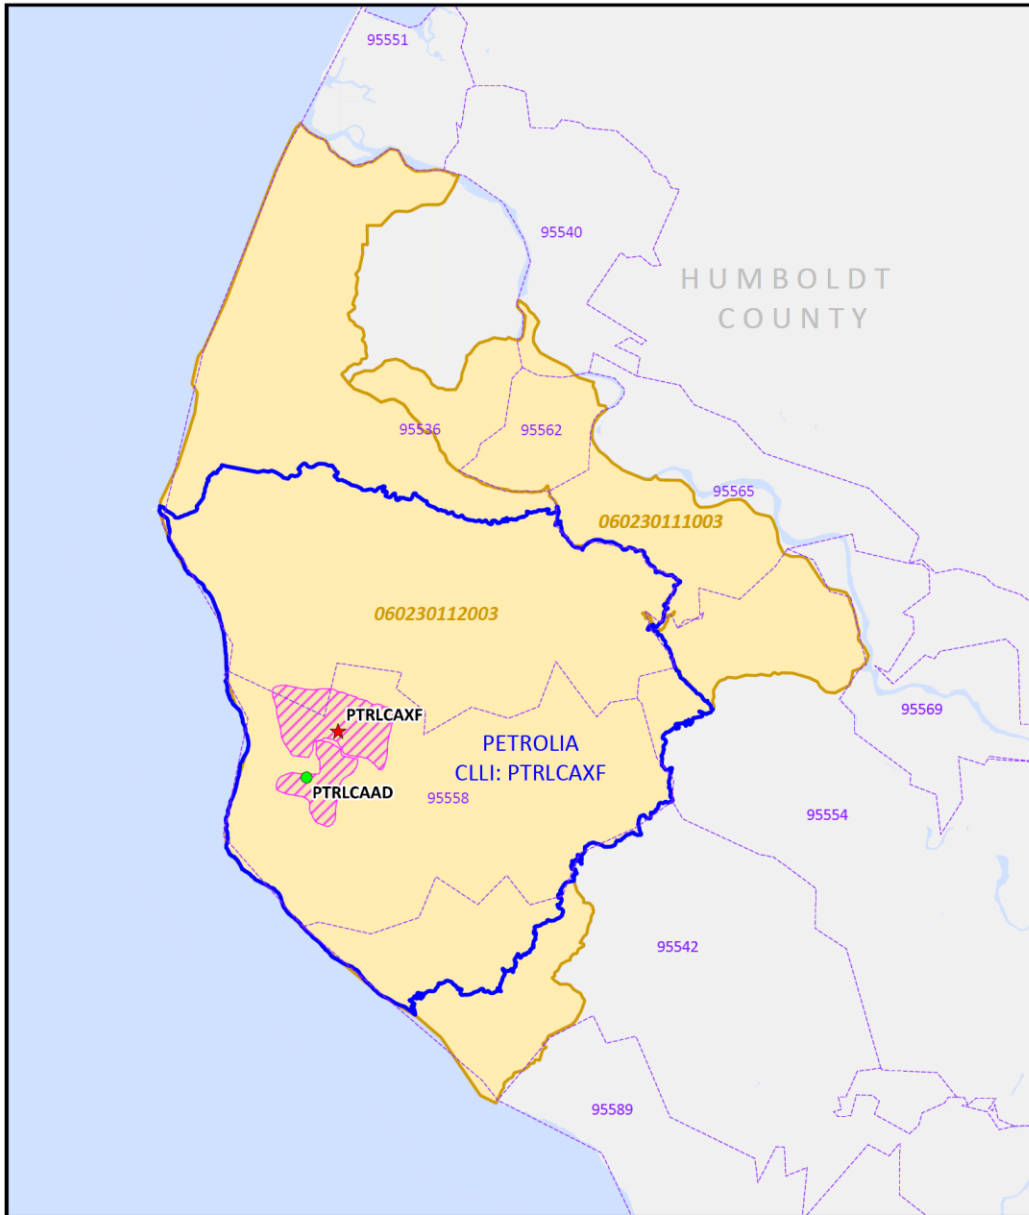 95551
95540
HUMBOLDT
COUNTY
95536
95562
95565
060230111003
060230112003
PTRLCAXF
95569
PETROLIA
CLLI: PTRLCAXF
PTRLCAAD
95558
95554
95542
95589